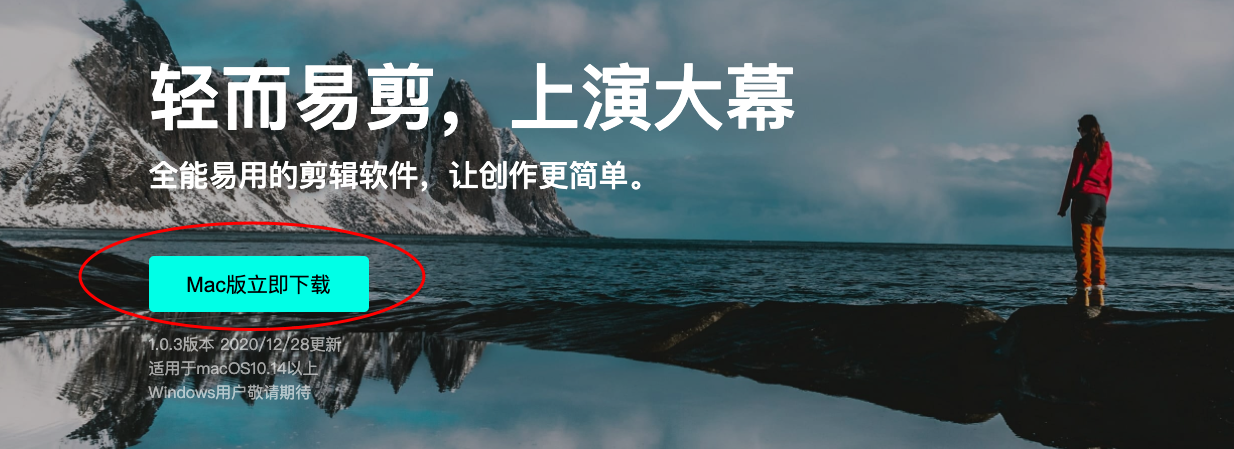 轻而易剪，上演大幕
全能易用的剪辑软件，让创作更简单。
Mac版立即下载
1.0.3版本 2020/12/28更新
适用于macOS10.14以上
Windows用户敬请期待